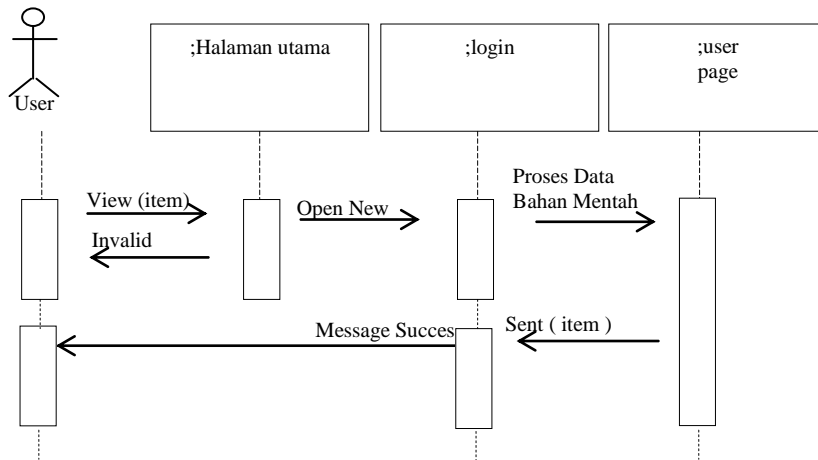 ;Halaman utama
;login
;user
page
User
View (item)
Open New
Proses Data
Bahan Mentah
Invalid
Message Succes
Sent ( item )